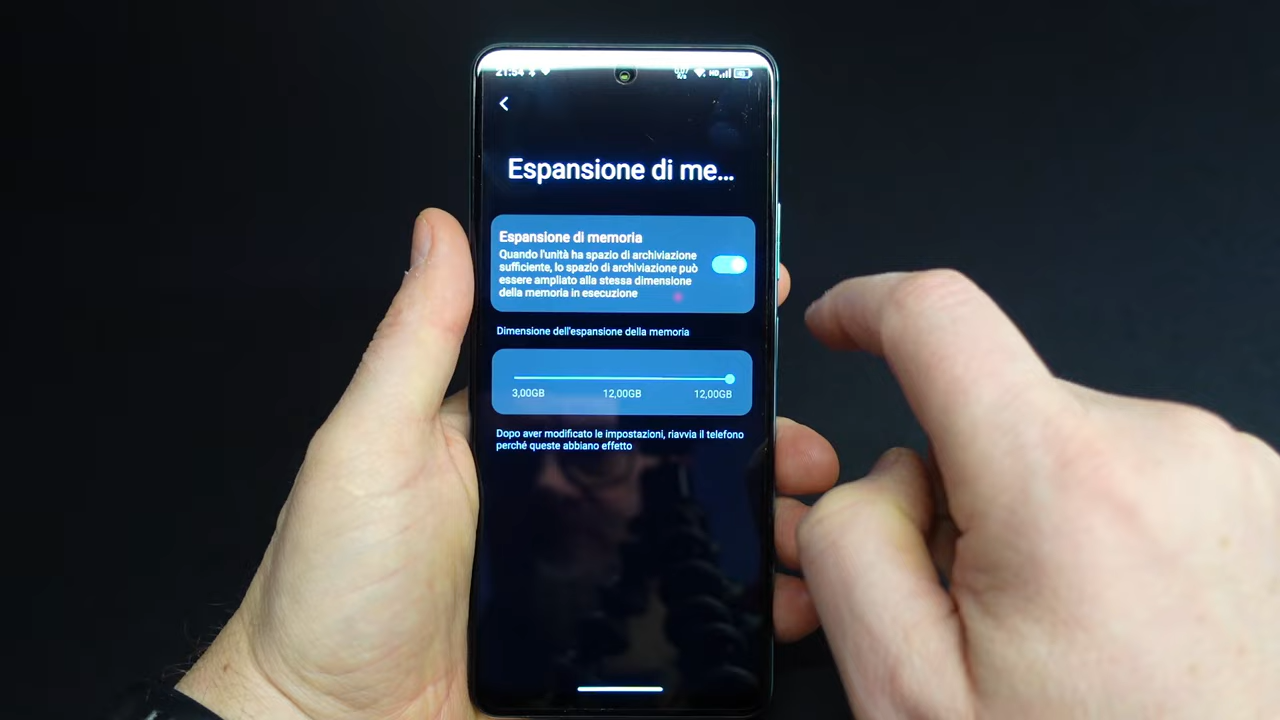 21:54
HD
Espansione di me...
Espansione di memoria
Quando l'unità ha spazio di archiviazione
sufficiente, lo spazio di archiviazione può
essere ampliato alla stessa dimensione
della memoria in esecuzione
Dimensione dell'espansione della memoria
3,00GB 12,00GB 12,00GB
Dopo aver modificato le impostazioni, riavvia il telefono
perché queste abbiano effetto